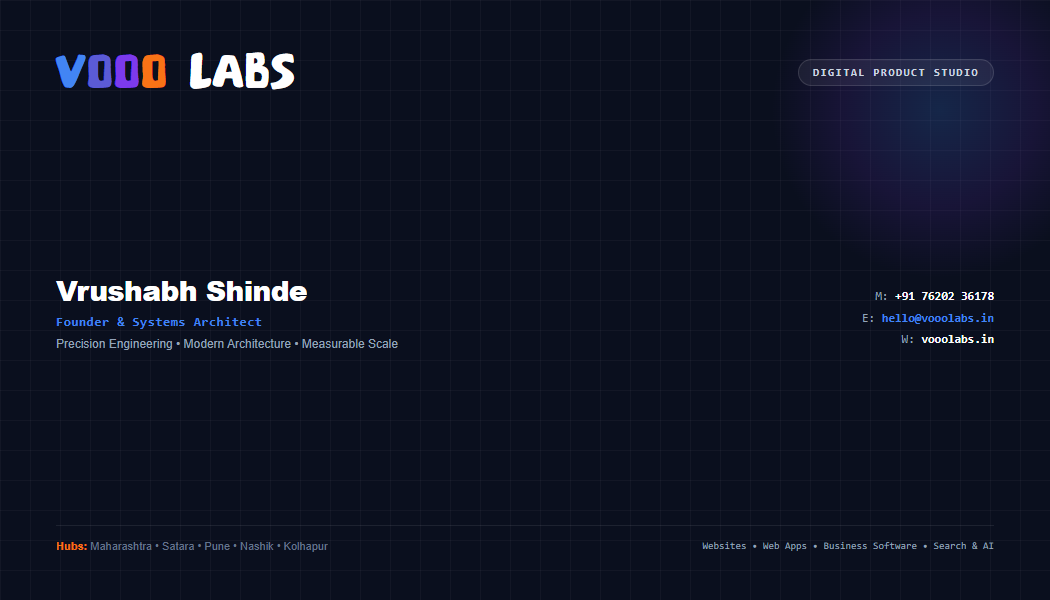 VOOO LABS
DIGITAL PRODUCT STUDIO
Vrushabh Shinde
Founder & Systems Architect
Precision Engineering • Modern Architecture • Measurable Scale
M: +91 76202 36178
E: hello@vooolabs.in
W: vooolabs.in
Hubs: Maharashtra • Satara • Pune • Nashik • Kolhapur
Websites • Web Apps • Business Software • Search & AI